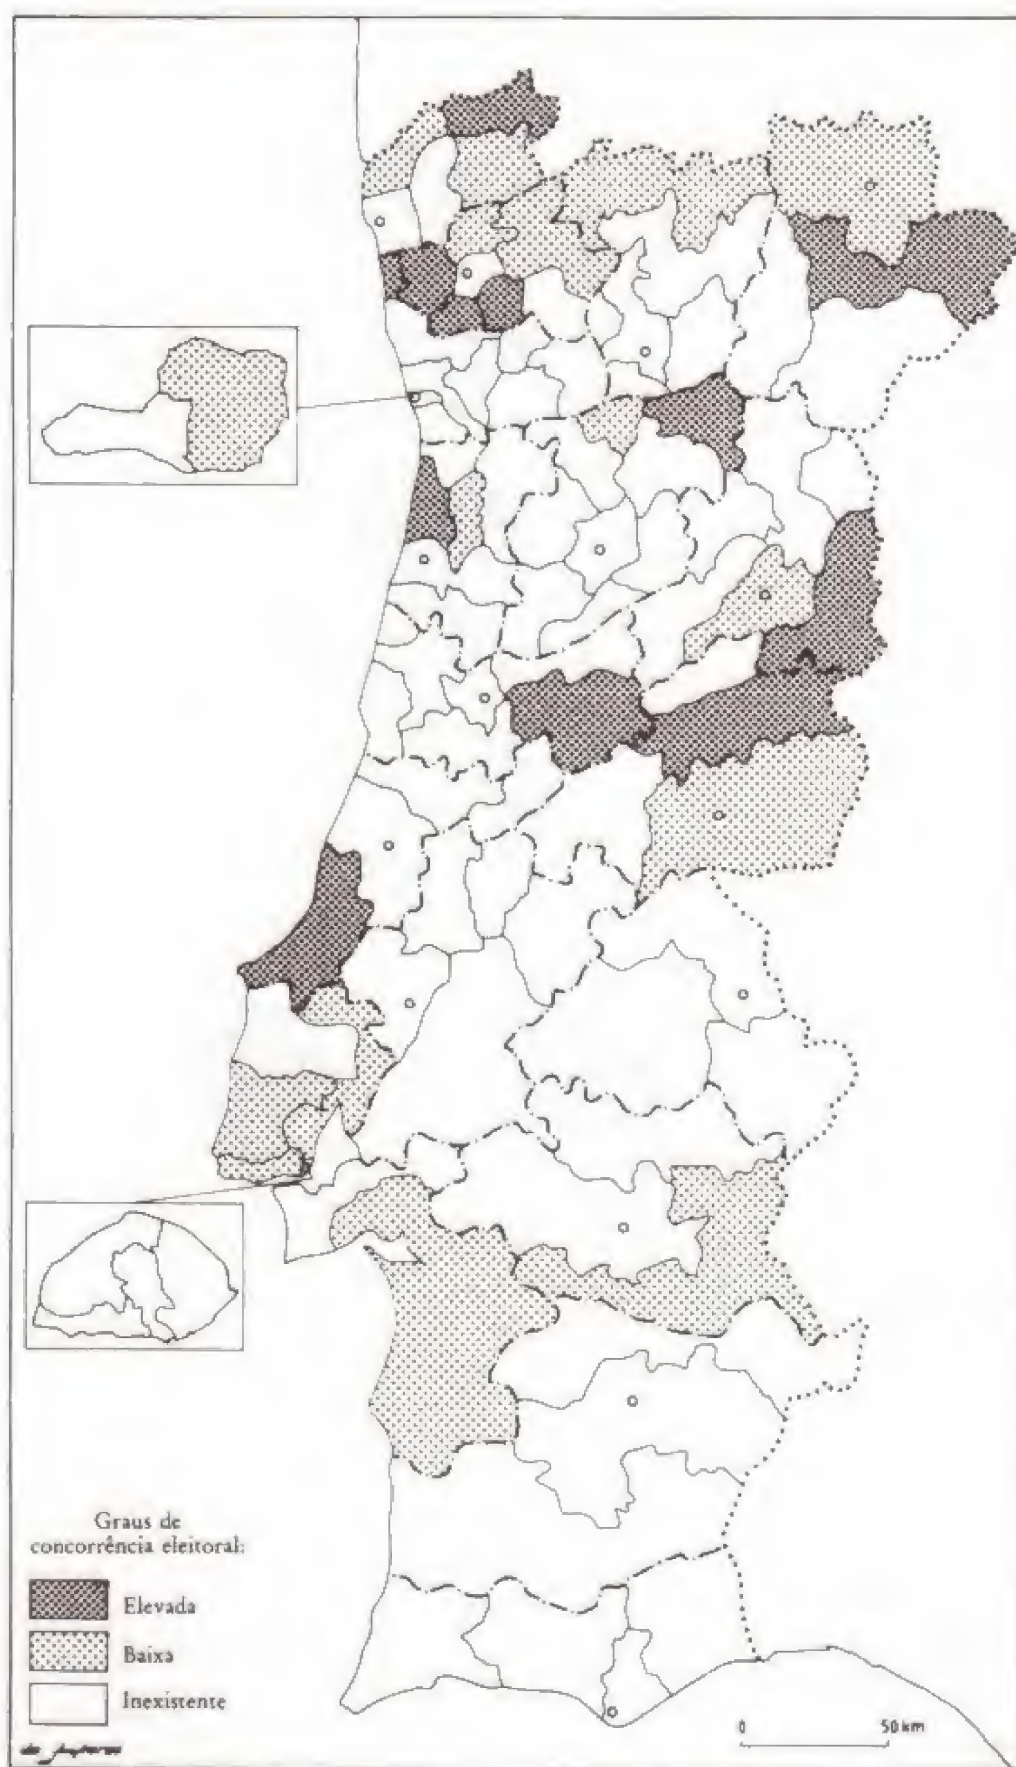 Graus de
concorrência eleitoral:
Elevada
Baixa
Inexistente
0 50 km